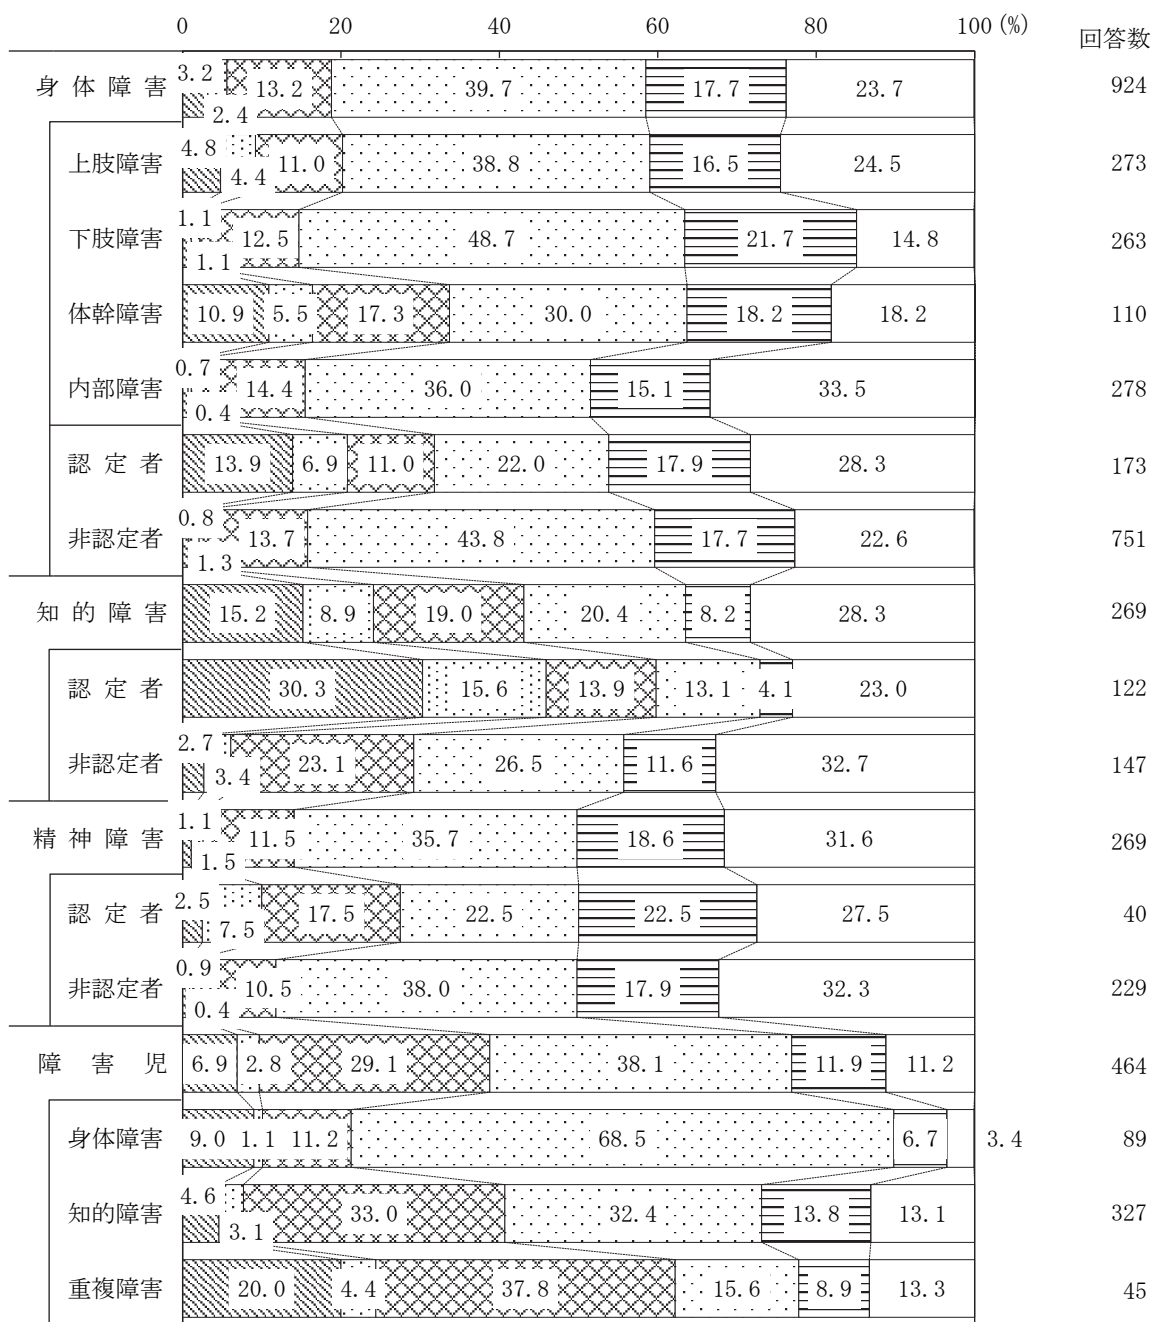 0 20 40 60 80 100 (%)
回答数
身体障害 3.2 2.4 13.2 39.7 17.7 23.7 924
上肢障害 4.8 4.4 11.0 38.8 16.5 24.5 273
下肢障害 1.1 1.1 12.5 48.7 21.7 14.8 263
体幹障害 10.9 5.5 17.3 30.0 18.2 18.2 110
内部障害 0.7 0.4 14.4 36.0 15.1 33.5 278
認定者 13.9 6.9 11.0 22.0 17.9 28.3 173
非認定者 0.8 1.3 13.7 43.8 17.7 22.6 751
知的障害 15.2 8.9 19.0 20.4 8.2 28.3 269
認定者 30.3 15.6 13.9 13.1 4.1 23.0 122
非認定者 2.7 3.4 23.1 26.5 11.6 32.7 147
精神障害 1.1 1.5 11.5 35.7 18.6 31.6 269
認定者 2.5 7.5 17.5 22.5 22.5 27.5 40
非認定者 0.9 0.4 10.5 38.0 17.9 32.3 229
障害児 6.9 2.8 29.1 38.1 11.9 11.2 464
身体障害 9.0 1.1 11.2 68.5 6.7 3.4 89
知的障害 4.6 3.1 33.0 32.4 13.8 13.1 327
重複障害 20.0 4.4 37.8 15.6 8.9 13.3 45